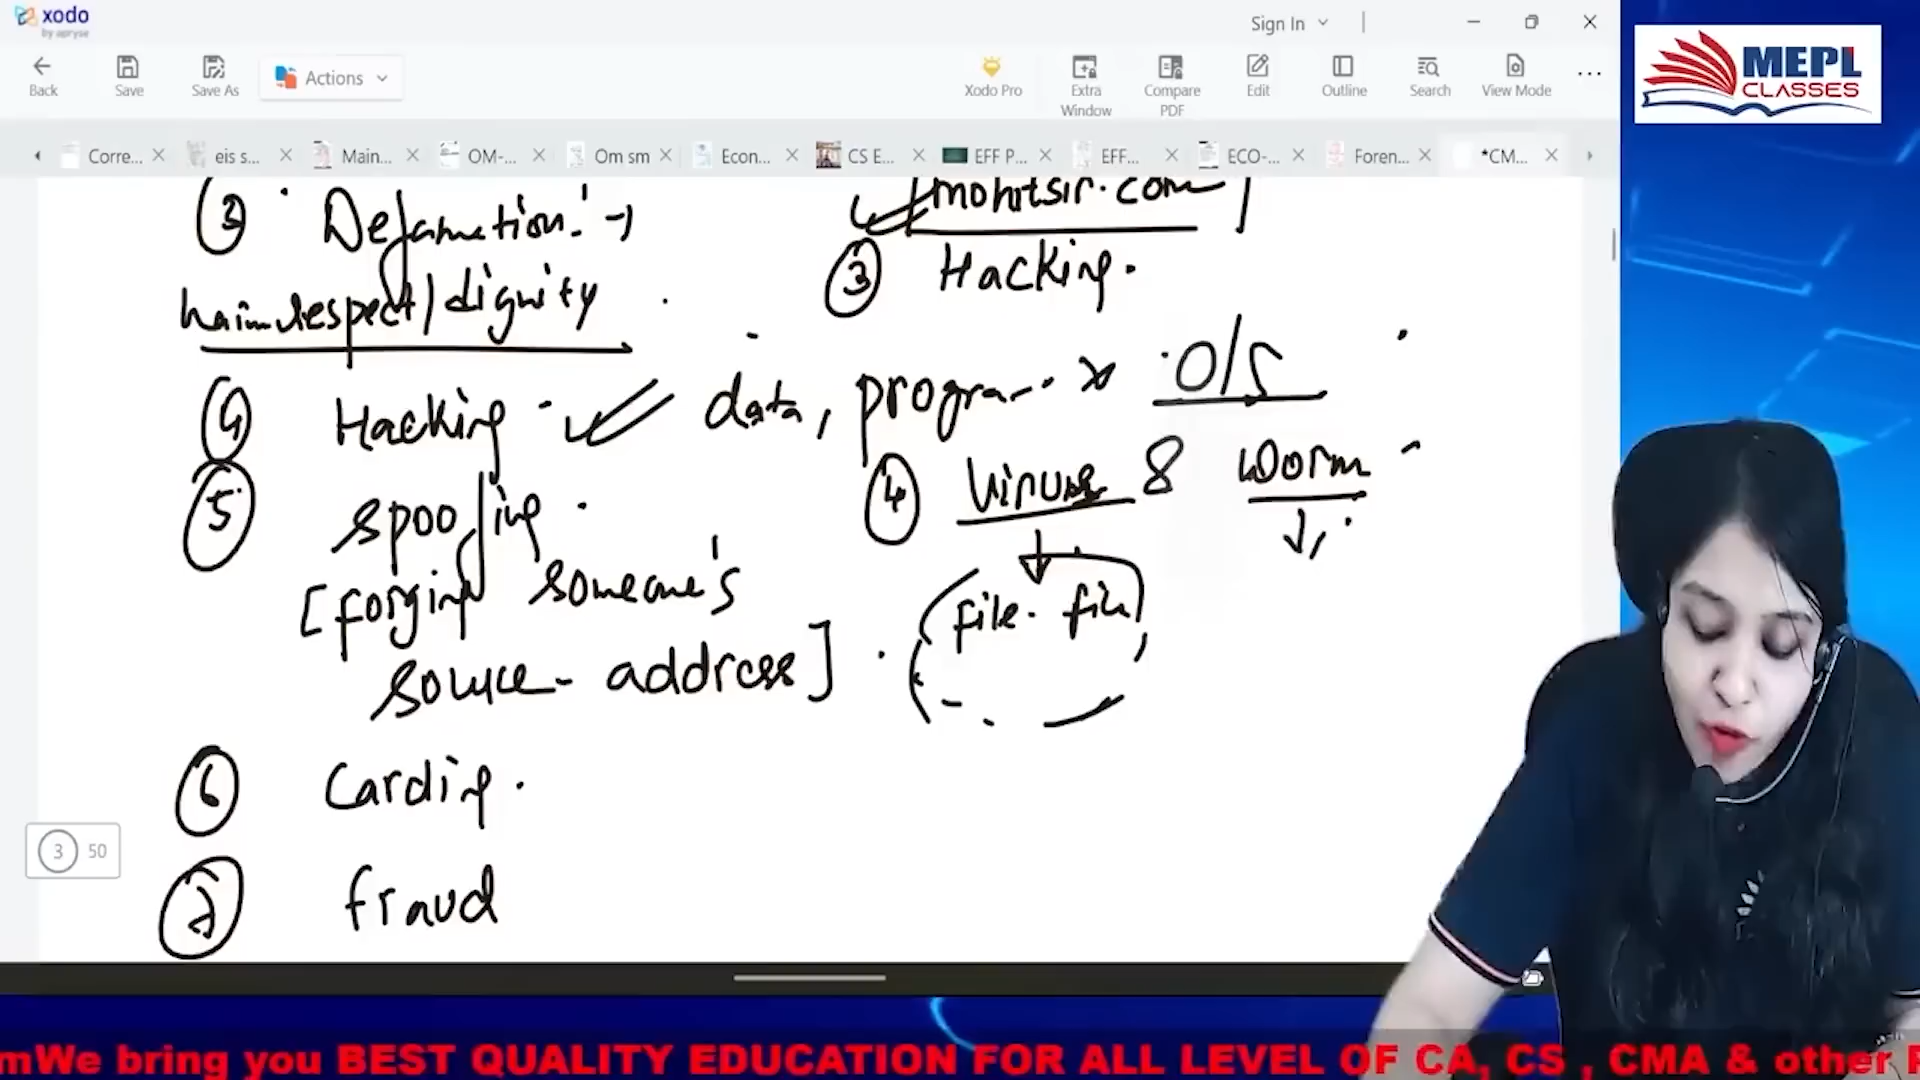 xodo
by apryse
Sign In
Back
Save
Save As
Actions
Xodo Pro
Extra Window
Compare PDF
Edit
Outline
Search
View Mode
MEPL
CLASSES
Corre...
eis s...
Main...
OM-...
Om sm
Econ...
CS E...
EFF P...
EFF...
ECO-...
Foren...
*CM...
③ Defamation :→
respect/dignity
④ Hacking
⑤ spoofing
[forging someone's
source address]
⑥ Carding.
⑦ fraud
mohitsir.com
③ Hacking.
data, program O/S
④ Virus & Worm
file. file
3 50
mWe bring you BEST QUALITY EDUCATION FOR ALL LEVEL OF CA, CS , CMA & other P